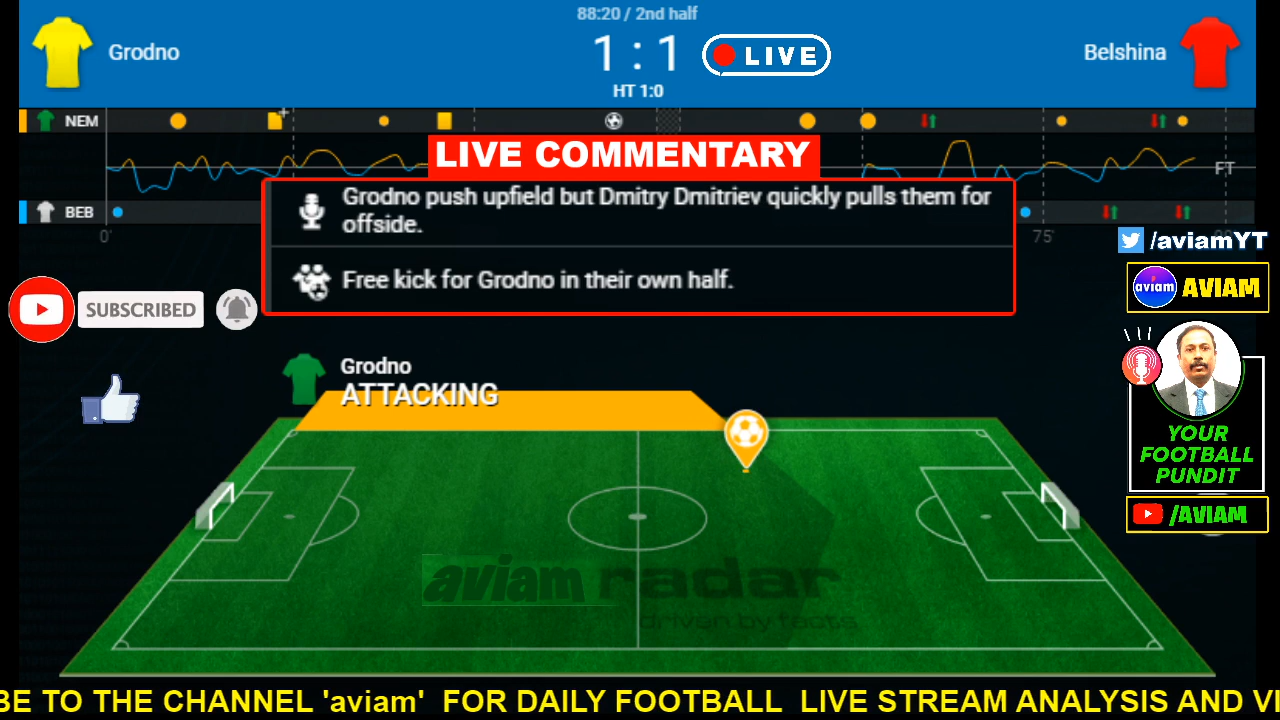 88:20 / 2nd half
Grodno
1 : 1
LIVE
Belshina
HT 1:0
NEM
LIVE COMMENTARY
FT
Grodno push upfield but Dmitry Dmitriev quickly pulls them for
offside.
BEB
0'
75'
/aviamYT
Free kick for Grodno in their own half.
aviam AVIAM
SUBSCRIBED
Grodno
ATTACKING
YOUR
FOOTBALL
PUNDIT
/AVIAM
aviam radar
driven by facts
BE TO THE CHANNEL 'aviam' FOR DAILY FOOTBALL LIVE STREAM ANALYSIS AND VI